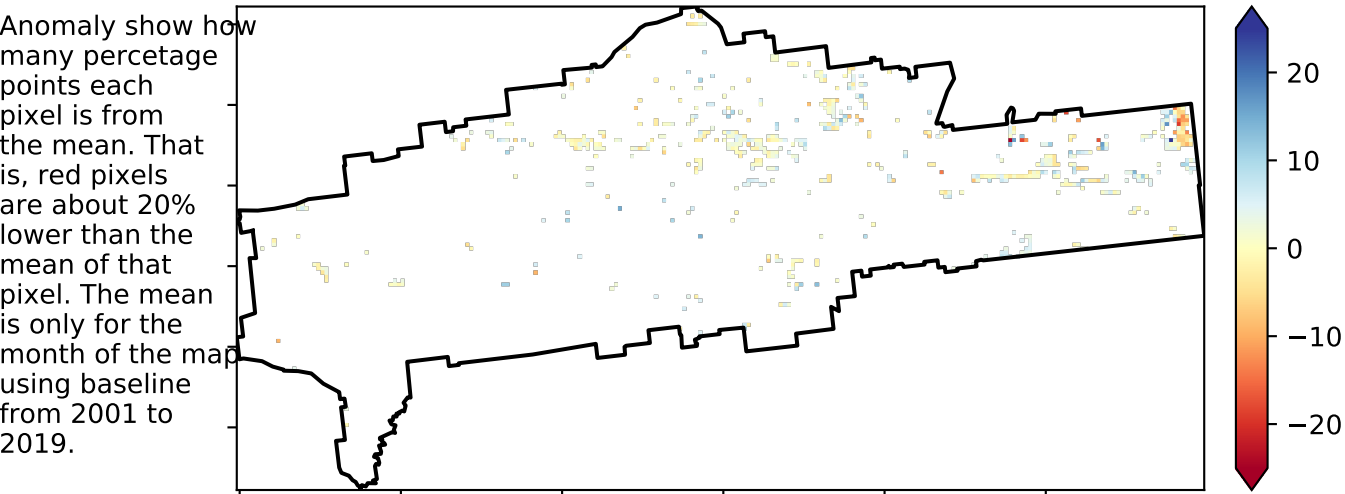 Anomaly show how
many percetage
points each
pixel is from
the mean. That
is, red pixels
are about 20%
lower than the
mean of that
pixel. The mean
is only for the
month of the map
using baseline
from 2001 to
2019.
20
10
0
−10
−20